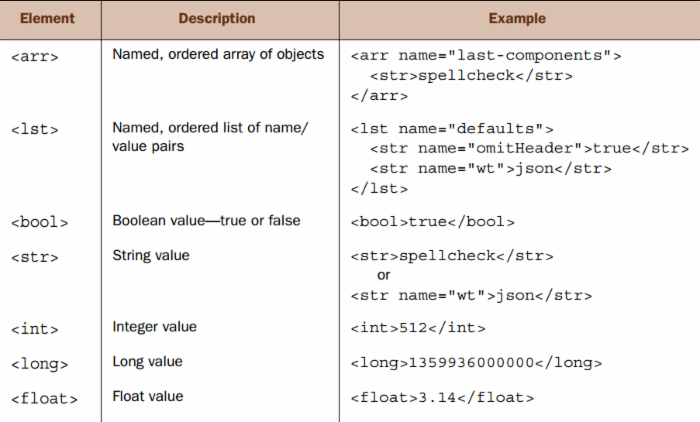 Element Description Example
<arr> Named, ordered array of objects <arr name="last-components">
<str>spellcheck</str>
</arr>
<lst> Named, ordered list of name/ <lst name="defaults">
value pairs <str name="omitHeader">true</str>
<str name="wt">json</str>
</lst>
<bool> Boolean value—true or false <bool>true</bool>
<str> String value <str>spellcheck</str>
or
<str name="wt">json</str>
<int> Integer value <int>512</int>
<long> Long value <long>1359936000000</long>
<float> Float value <float>3.14</float>